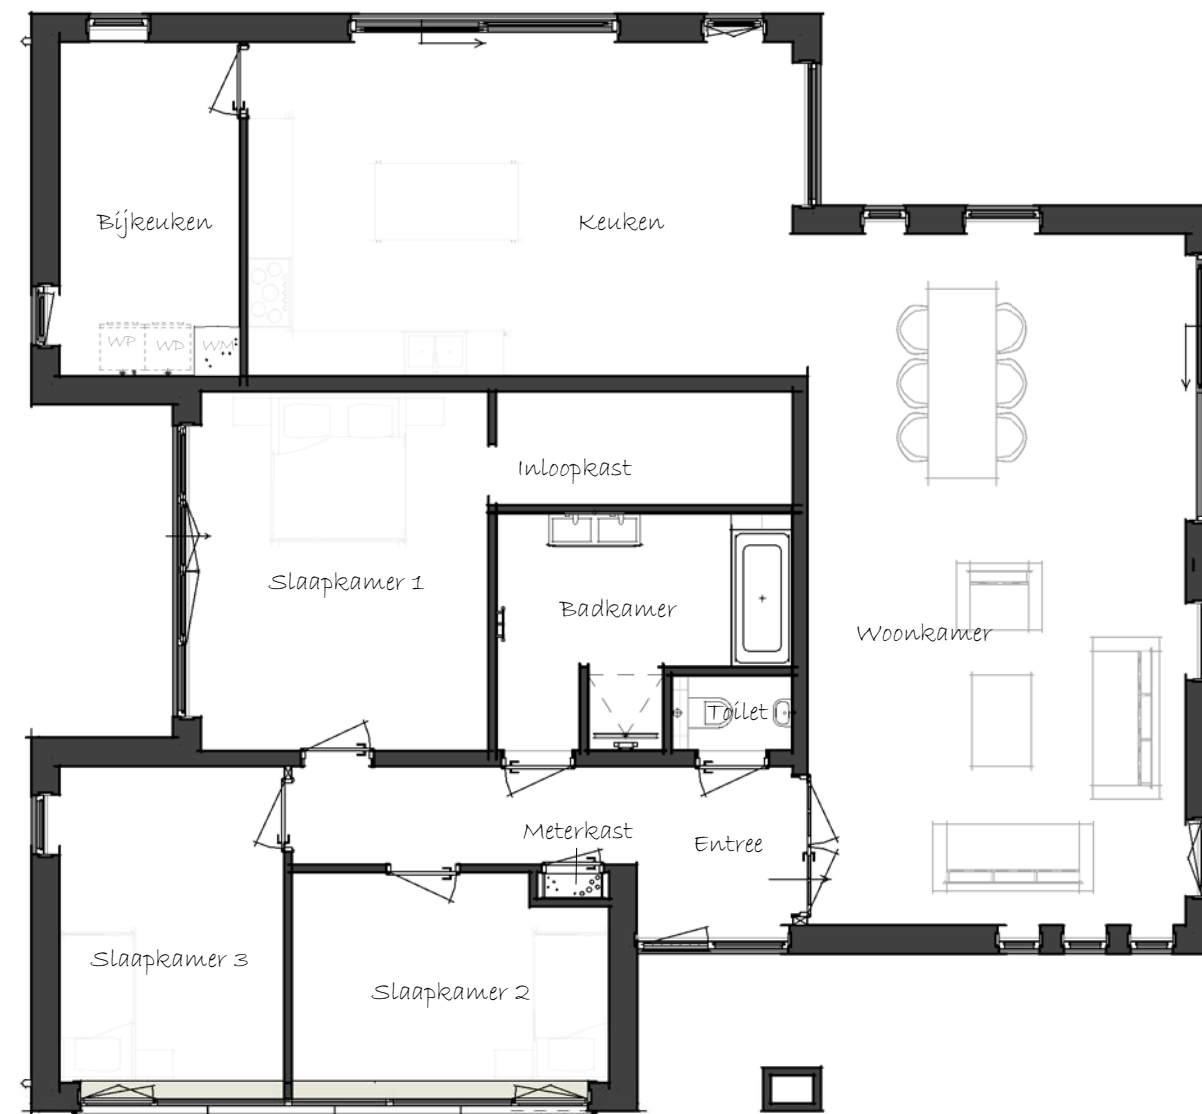 Bijkeuken
Keuken
WP WD WM
Inloopkast
Slaapkamer 1
Badkamer
Woonkamer
Toilet
Meterkast
Entree
Slaapkamer 3
Slaapkamer 2